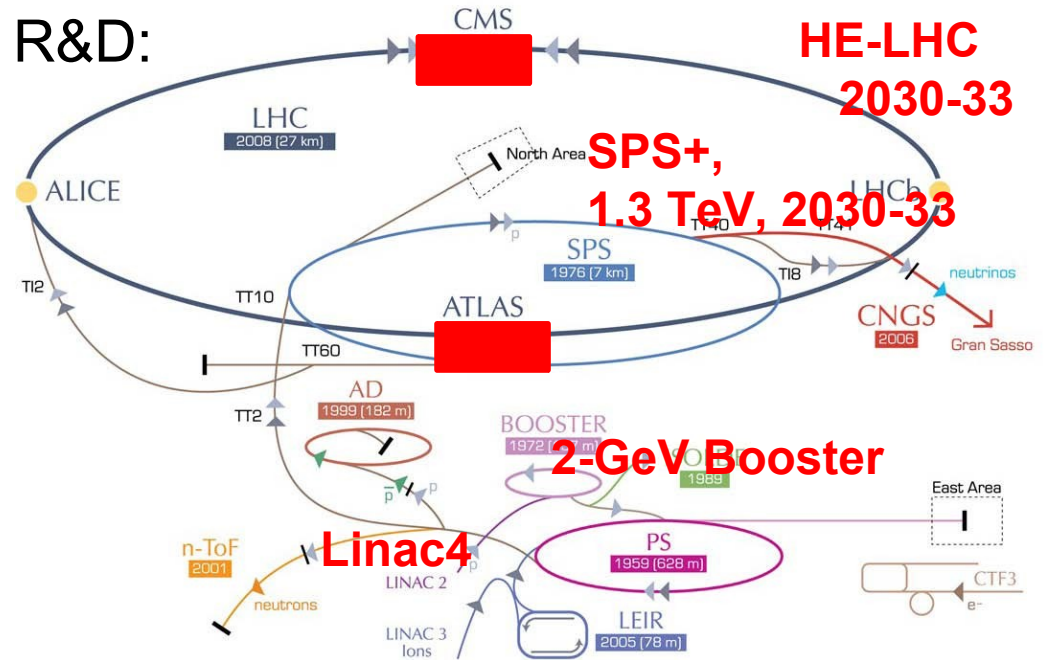 R&D:
CMS
HE-LHC
2030-33
LHC
2008 (27 km)
North Area
SPS+,
1.3 TeV, 2030-33
ALICE
LHCb
TT40
TT41
p
SPS
1976 (7 km)
TI8
neutrinos
TI2
TT10
ATLAS
CNGS
2006
Gran Sasso
TT60
AD
1999 (182 m)
TT2
BOOSTER
2-GeV Booster
1989
p̅
p
East Area
n-ToF
2001
Linac4
p
PS
1959 (628 m)
LINAC 2
neutrons
CTF3
e-
LEIR
2005 (78 m)
LINAC 3
Ions